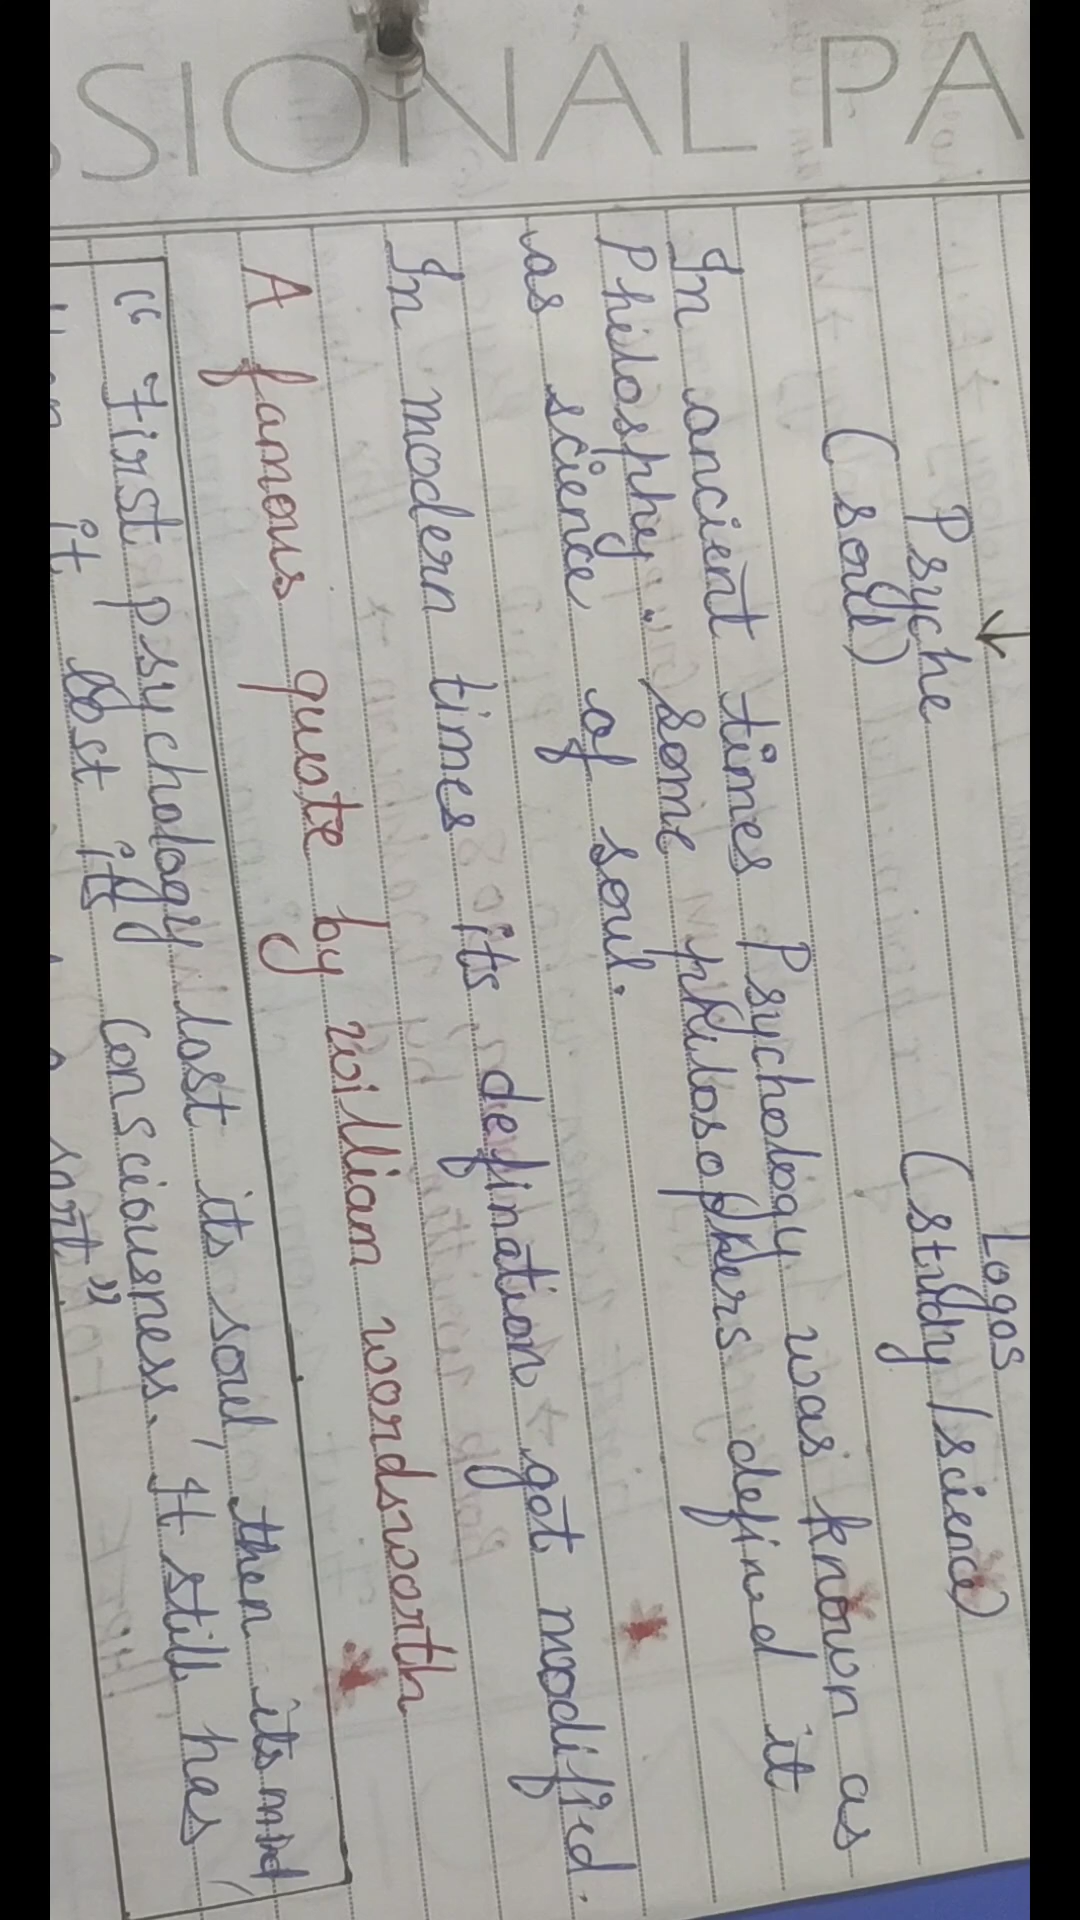 SIONAL PA
Psyche Logos
(soul) (study/science)
In ancient times Psychology was known as
Philosphy. Some philosophers defined it
as science of soul.
In modern times its defination got modified.
A famous quote by william wordsworth
"First psychology lost its soul, then its mind,
it lost its consciousness. It still has
sort"